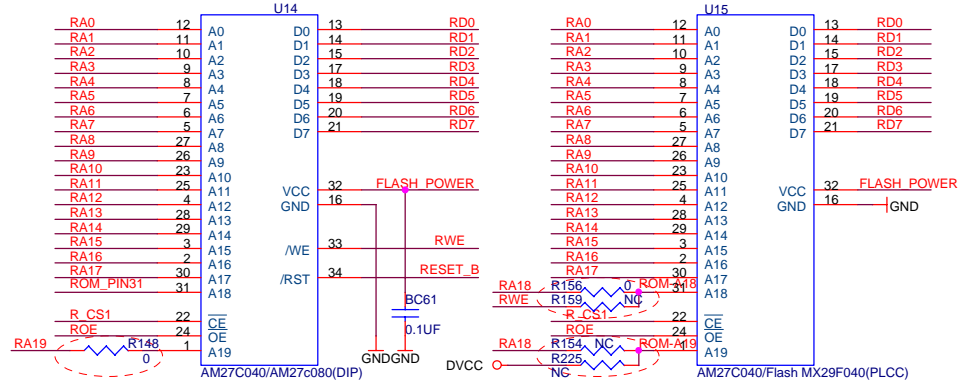 U14
RA0 12 A0 D0 13 RD0
RA1 11 A1 D1 14 RD1
RA2 10 A2 D2 15 RD2
RA3 9 A3 D3 17 RD3
RA4 8 A4 D4 18 RD4
RA5 7 A5 D5 19 RD5
RA6 6 A6 D6 20 RD6
RA7 5 A7 D7 21 RD7
RA8 27 A8
RA9 26 A9
RA10 23 A10
RA11 25 A11 VCC 32 FLASH_POWER
RA12 4 A12 GND 16
RA13 28 A13
RA14 29 A14
RA15 3 A15 /WE 33 RWE
RA16 2 A16
RA17 30 A17 /RST 34 RESET_B
ROM_PIN31 31 A18
BC61
0.1UF
R_CS1 22 CE
ROE 24 OE
RA19 R148 0 1 A19
GND GND
AM27C040/AM27c080(DIP)
U15
RA0 12 A0 D0 13 RD0
RA1 11 A1 D1 14 RD1
RA2 10 A2 D2 15 RD2
RA3 9 A3 D3 17 RD3
RA4 8 A4 D4 18 RD4
RA5 7 A5 D5 19 RD5
RA6 6 A6 D6 20 RD6
RA7 5 A7 D7 21 RD7
RA8 27 A8
RA9 26 A9
RA10 23 A10
RA11 25 A11 VCC 32 FLASH_POWER
RA12 4 A12 GND 16 GND
RA13 28 A13
RA14 29 A14
RA15 3 A15
RA16 2 A16
RA17 30 A17
RA18 R156 0 ROM-A18 31 A18
RWE R159 NC
R_CS1 22 CE
ROE 24 OE
RA18 R154 NC ROM-A19 1 A19
DVCC R225 NC
AM27C040/Flash MX29F040(PLCC)